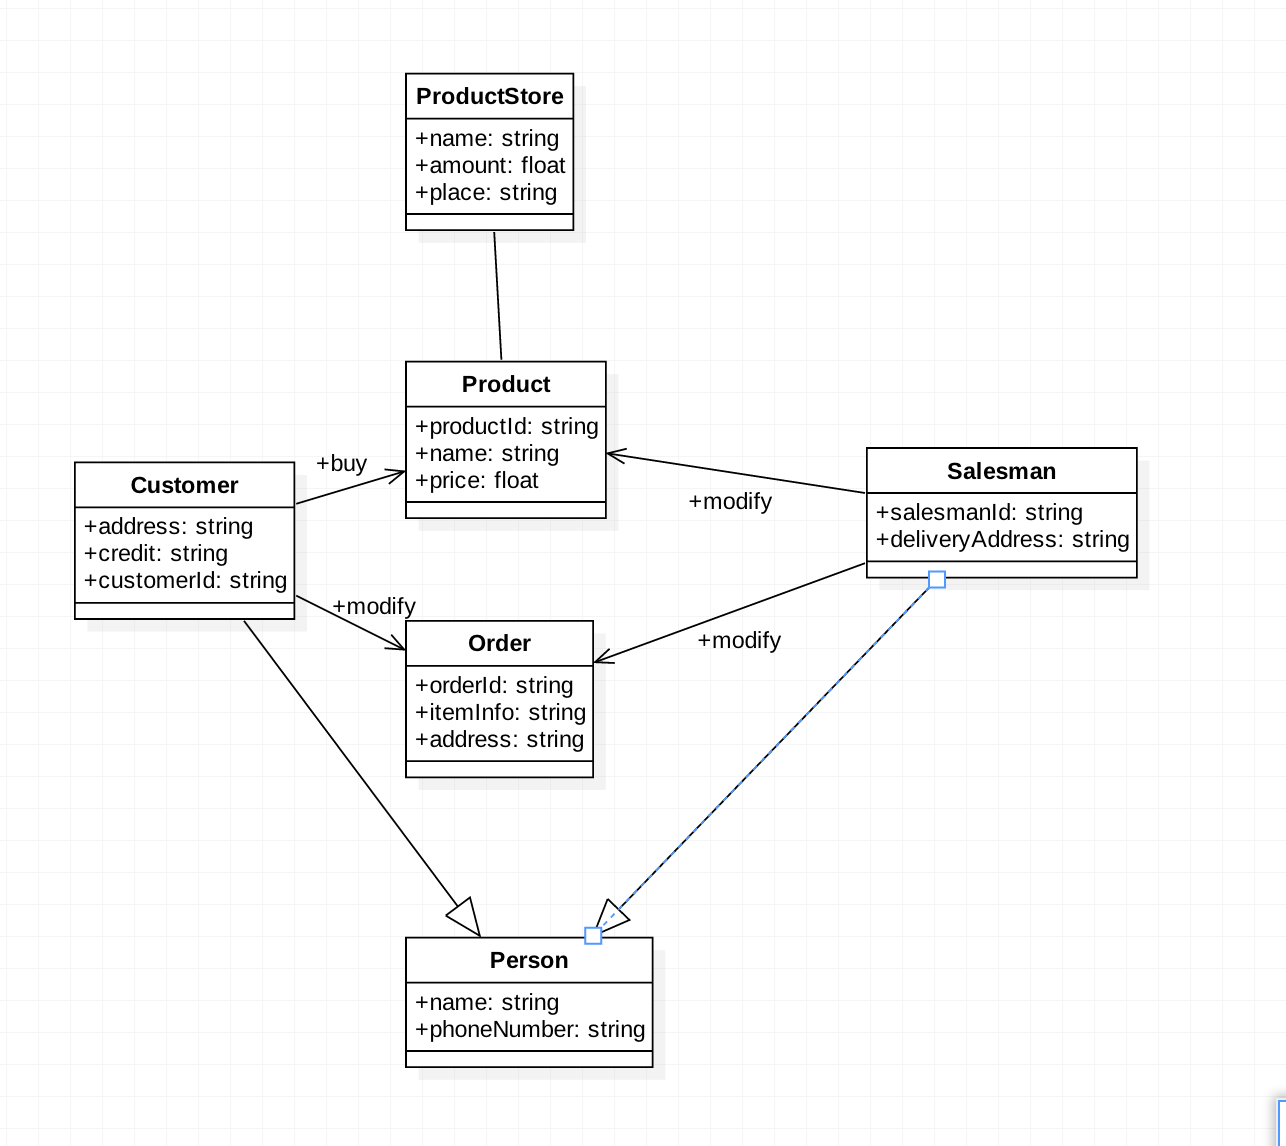 ProductStore
+name: string
+amount: float
+place: string
Product
+productId: string
+name: string
+price: float
+buy
Customer
+address: string
+credit: string
+customerId: string
+modify
Salesman
+salesmanId: string
+deliveryAddress: string
+modify
Order
+orderId: string
+itemInfo: string
+address: string
+modify
Person
+name: string
+phoneNumber: string